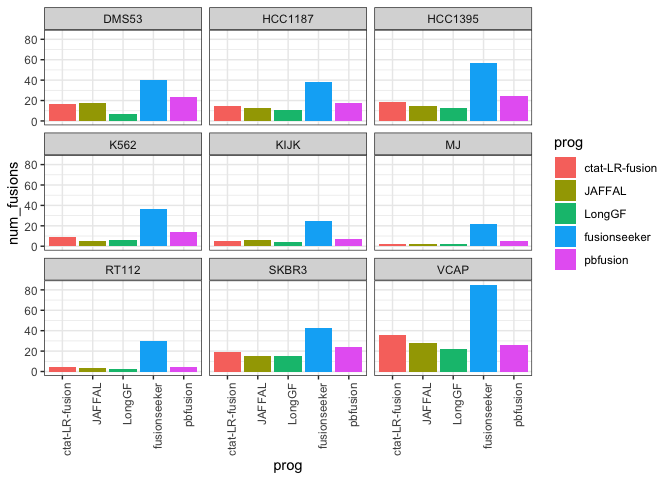 DMS53 HCC1187 HCC1395
80
60
40
20
0
K562 KIJK MJ
80
60
40
20
0
RT112 SKBR3 VCAP
80
60
40
20
0
num_fusions
ctat-LR-fusion JAFFAL LongGF fusionseeker pbfusion ctat-LR-fusion JAFFAL LongGF fusionseeker pbfusion ctat-LR-fusion JAFFAL LongGF fusionseeker pbfusion
prog
prog
ctat-LR-fusion
JAFFAL
LongGF
fusionseeker
pbfusion